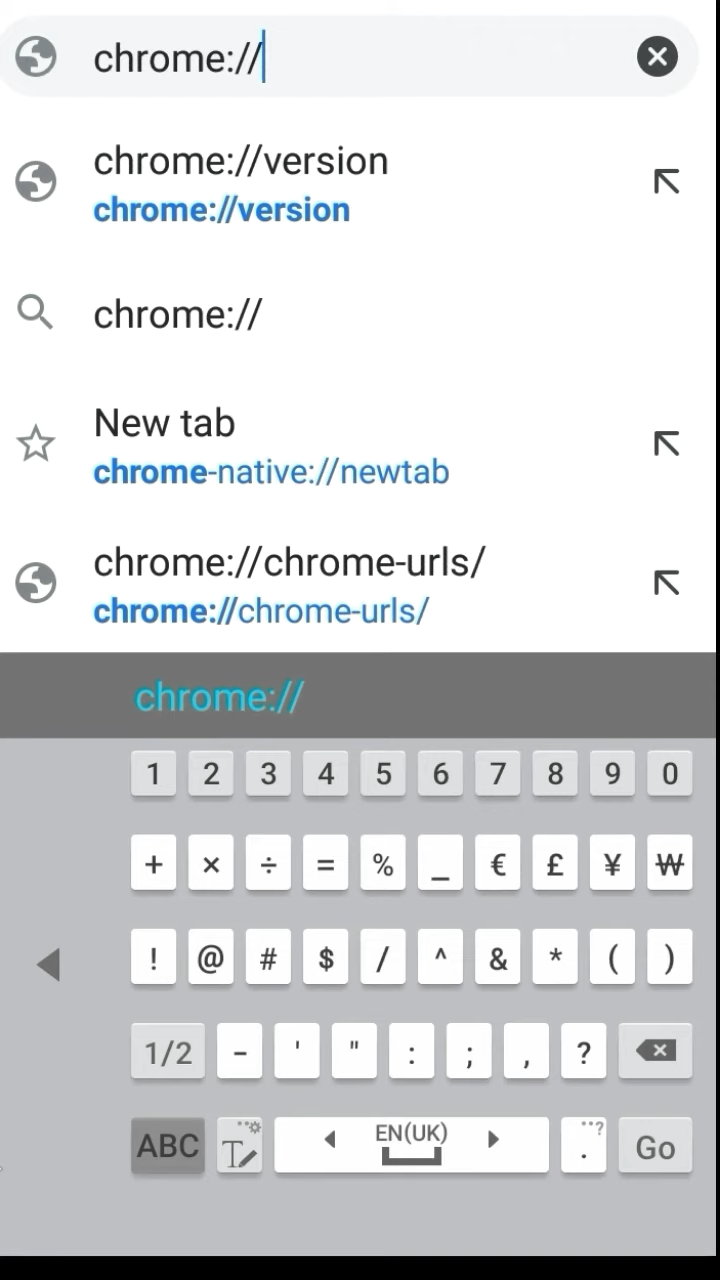 chrome://
chrome://version
chrome://version
chrome://
New tab
chrome-native://newtab
chrome://chrome-urls/
chrome://chrome-urls/
chrome://
1 2 3 4 5 6 7 8 9 0
+ × ÷ = % _ € £ ¥ ₩
! @ # $ / ^ & * ( )
1/2 - ' " : ; , ?
ABC T EN(UK) . ? Go